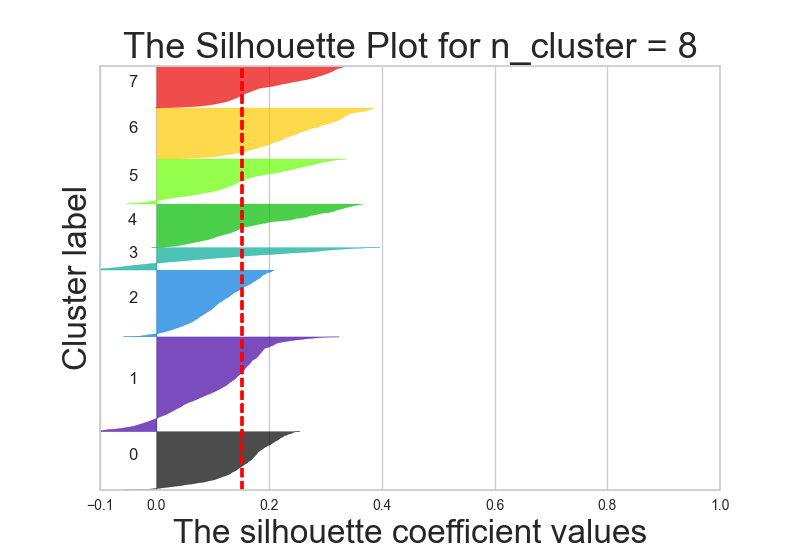 The Silhouette Plot for n_cluster = 8
7
6
5
4
3
2
1
0
Cluster label
−0.1 0.0 0.2 0.4 0.6 0.8 1.0
The silhouette coefficient values